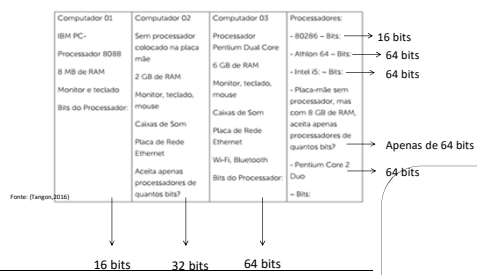 Computador 01
IBM PC-
Processador 8088
8 MB de RAM
Monitor e teclado
Bits do Processador:
Computador 02
Sem processador
colocado na placa
mãe
2 GB de RAM
Monitor, teclado,
mouse
Caixas de Som
Placa de Rede
Ethernet
Aceita apenas
processadores de
quantos bits?
Computador 03
Processador
Pentium Dual Core
6 GB de RAM
Monitor, teclado,
mouse
Caixas de Som
Placa de Rede
Ethernet
Wi-Fi, Bluetooth
Bits do Processador:
Processadores:
- 80286 – Bits:
16 bits
- Athlon 64 – Bits:
64 bits
- Intel i5: – Bits:
64 bits
- Placa-mãe sem
processador, mas
com 8 GB de RAM,
aceita apenas
processadores de
quantos bits?
Apenas de 64 bits
- Pentium Core 2
64 bits
Duo
– Bits:
Fonte: (Tangon,2016)
16 bits
32 bits
64 bits